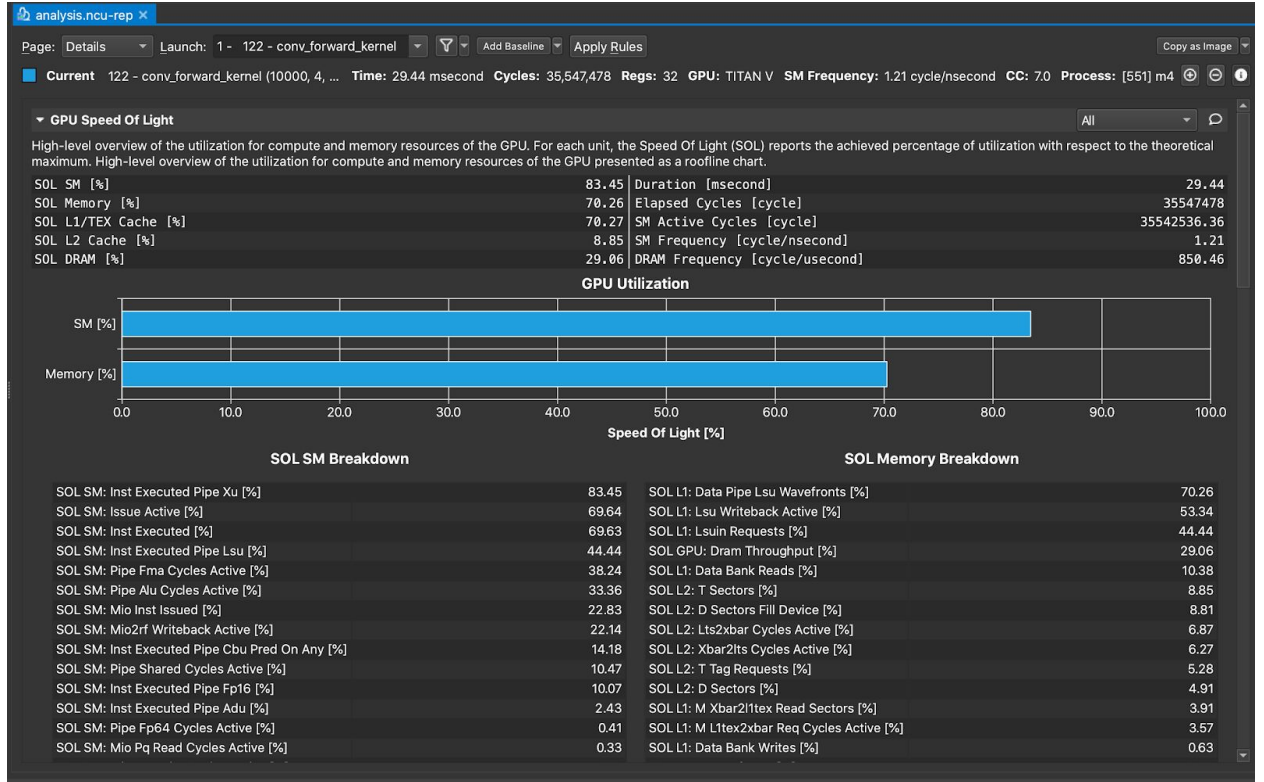 analysis.ncu-rep ×
Page: Details Launch: 1 - 122 - conv_forward_kernel Add Baseline Apply Rules Copy as Image
Current 122 - conv_forward_kernel (10000, 4, ... Time: 29.44 msecond Cycles: 35,547,478 Regs: 32 GPU: TITAN V SM Frequency: 1.21 cycle/nsecond CC: 7.0 Process: [551] m4
GPU Speed Of Light All
High-level overview of the utilization for compute and memory resources of the GPU. For each unit, the Speed Of Light (SOL) reports the achieved percentage of utilization with respect to the theoretical
maximum. High-level overview of the utilization for compute and memory resources of the GPU presented as a roofline chart.
SOL SM [%] 83.45 Duration [msecond] 29.44
SOL Memory [%] 70.26 Elapsed Cycles [cycle] 35547478
SOL L1/TEX Cache [%] 70.27 SM Active Cycles [cycle] 35542536.36
SOL L2 Cache [%] 8.85 SM Frequency [cycle/nsecond] 1.21
SOL DRAM [%] 29.06 DRAM Frequency [cycle/usecond] 850.46
GPU Utilization
SM [%]
Memory [%]
0.0 10.0 20.0 30.0 40.0 50.0 60.0 70.0 80.0 90.0 100.0
Speed Of Light [%]
SOL SM Breakdown SOL Memory Breakdown
SOL SM: Inst Executed Pipe Xu [%] 83.45 SOL L1: Data Pipe Lsu Wavefronts [%] 70.26
SOL SM: Issue Active [%] 69.64 SOL L1: Lsu Writeback Active [%] 53.34
SOL SM: Inst Executed [%] 69.63 SOL L1: Lsuin Requests [%] 44.44
SOL SM: Inst Executed Pipe Lsu [%] 44.44 SOL GPU: Dram Throughput [%] 29.06
SOL SM: Pipe Fma Cycles Active [%] 38.24 SOL L1: Data Bank Reads [%] 10.38
SOL SM: Pipe Alu Cycles Active [%] 33.36 SOL L2: T Sectors [%] 8.85
SOL SM: Mio Inst Issued [%] 22.83 SOL L2: D Sectors Fill Device [%] 8.81
SOL SM: Mio2rf Writeback Active [%] 22.14 SOL L2: Lts2xbar Cycles Active [%] 6.87
SOL SM: Inst Executed Pipe Cbu Pred On Any [%] 14.18 SOL L2: Xbar2lts Cycles Active [%] 6.27
SOL SM: Pipe Shared Cycles Active [%] 10.47 SOL L2: T Tag Requests [%] 5.28
SOL SM: Inst Executed Pipe Fp16 [%] 10.07 SOL L2: D Sectors [%] 4.91
SOL SM: Inst Executed Pipe Adu [%] 2.43 SOL L1: M Xbar2l1tex Read Sectors [%] 3.91
SOL SM: Pipe Fp64 Cycles Active [%] 0.41 SOL L1: M L1tex2xbar Req Cycles Active [%] 3.57
SOL SM: Mio Pq Read Cycles Active [%] 0.33 SOL L1: Data Bank Writes [%] 0.63